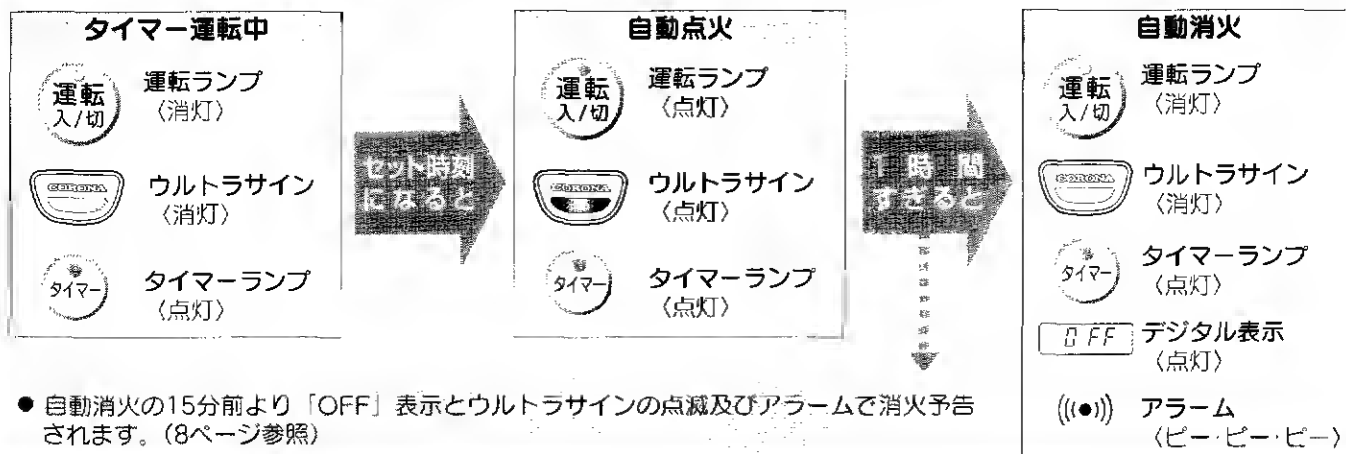 タイマー運転中
運転
入/切
運転ランプ
〈消灯〉
CORONA
ウルトラサイン
〈消灯〉
タイマー
タイマーランプ
〈点灯〉
セット時刻
になると
自動点火
運転
入/切
運転ランプ
〈点灯〉
CORONA
ウルトラサイン
〈点灯〉
タイマー
タイマーランプ
〈点灯〉
1時間
すぎると
自動消火
運転
入/切
運転ランプ
〈消灯〉
CORONA
ウルトラサイン
〈消灯〉
タイマー
タイマーランプ
〈点灯〉
OFF
デジタル表示
〈点灯〉
アラーム
〈ピー・ピー・ピー〉
● 自動消火の15分前より「OFF」表示とウルトラサインの点滅及びアラームで消火予告
されます。(8ページ参照)